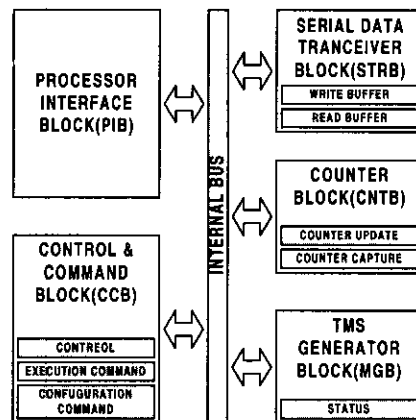 PROCESSOR
INTERFACE
BLOCK(PIB)
CONTROL &
COMMAND
BLOCK(CCB)
CONTREOL
EXECUTION COMMAND
CONFUGURATION
COMMAND
INTERNAL BUS
SERIAL DATA
TRANCEIVER
BLOCK(STRB)
WRITE BUFFER
READ BUFFER
COUNTER
BLOCK(CNTB)
COUNTER UPDATE
COUNTER CAPTURE
TMS
GENERATOR
BLOCK(MGB)
STATUS